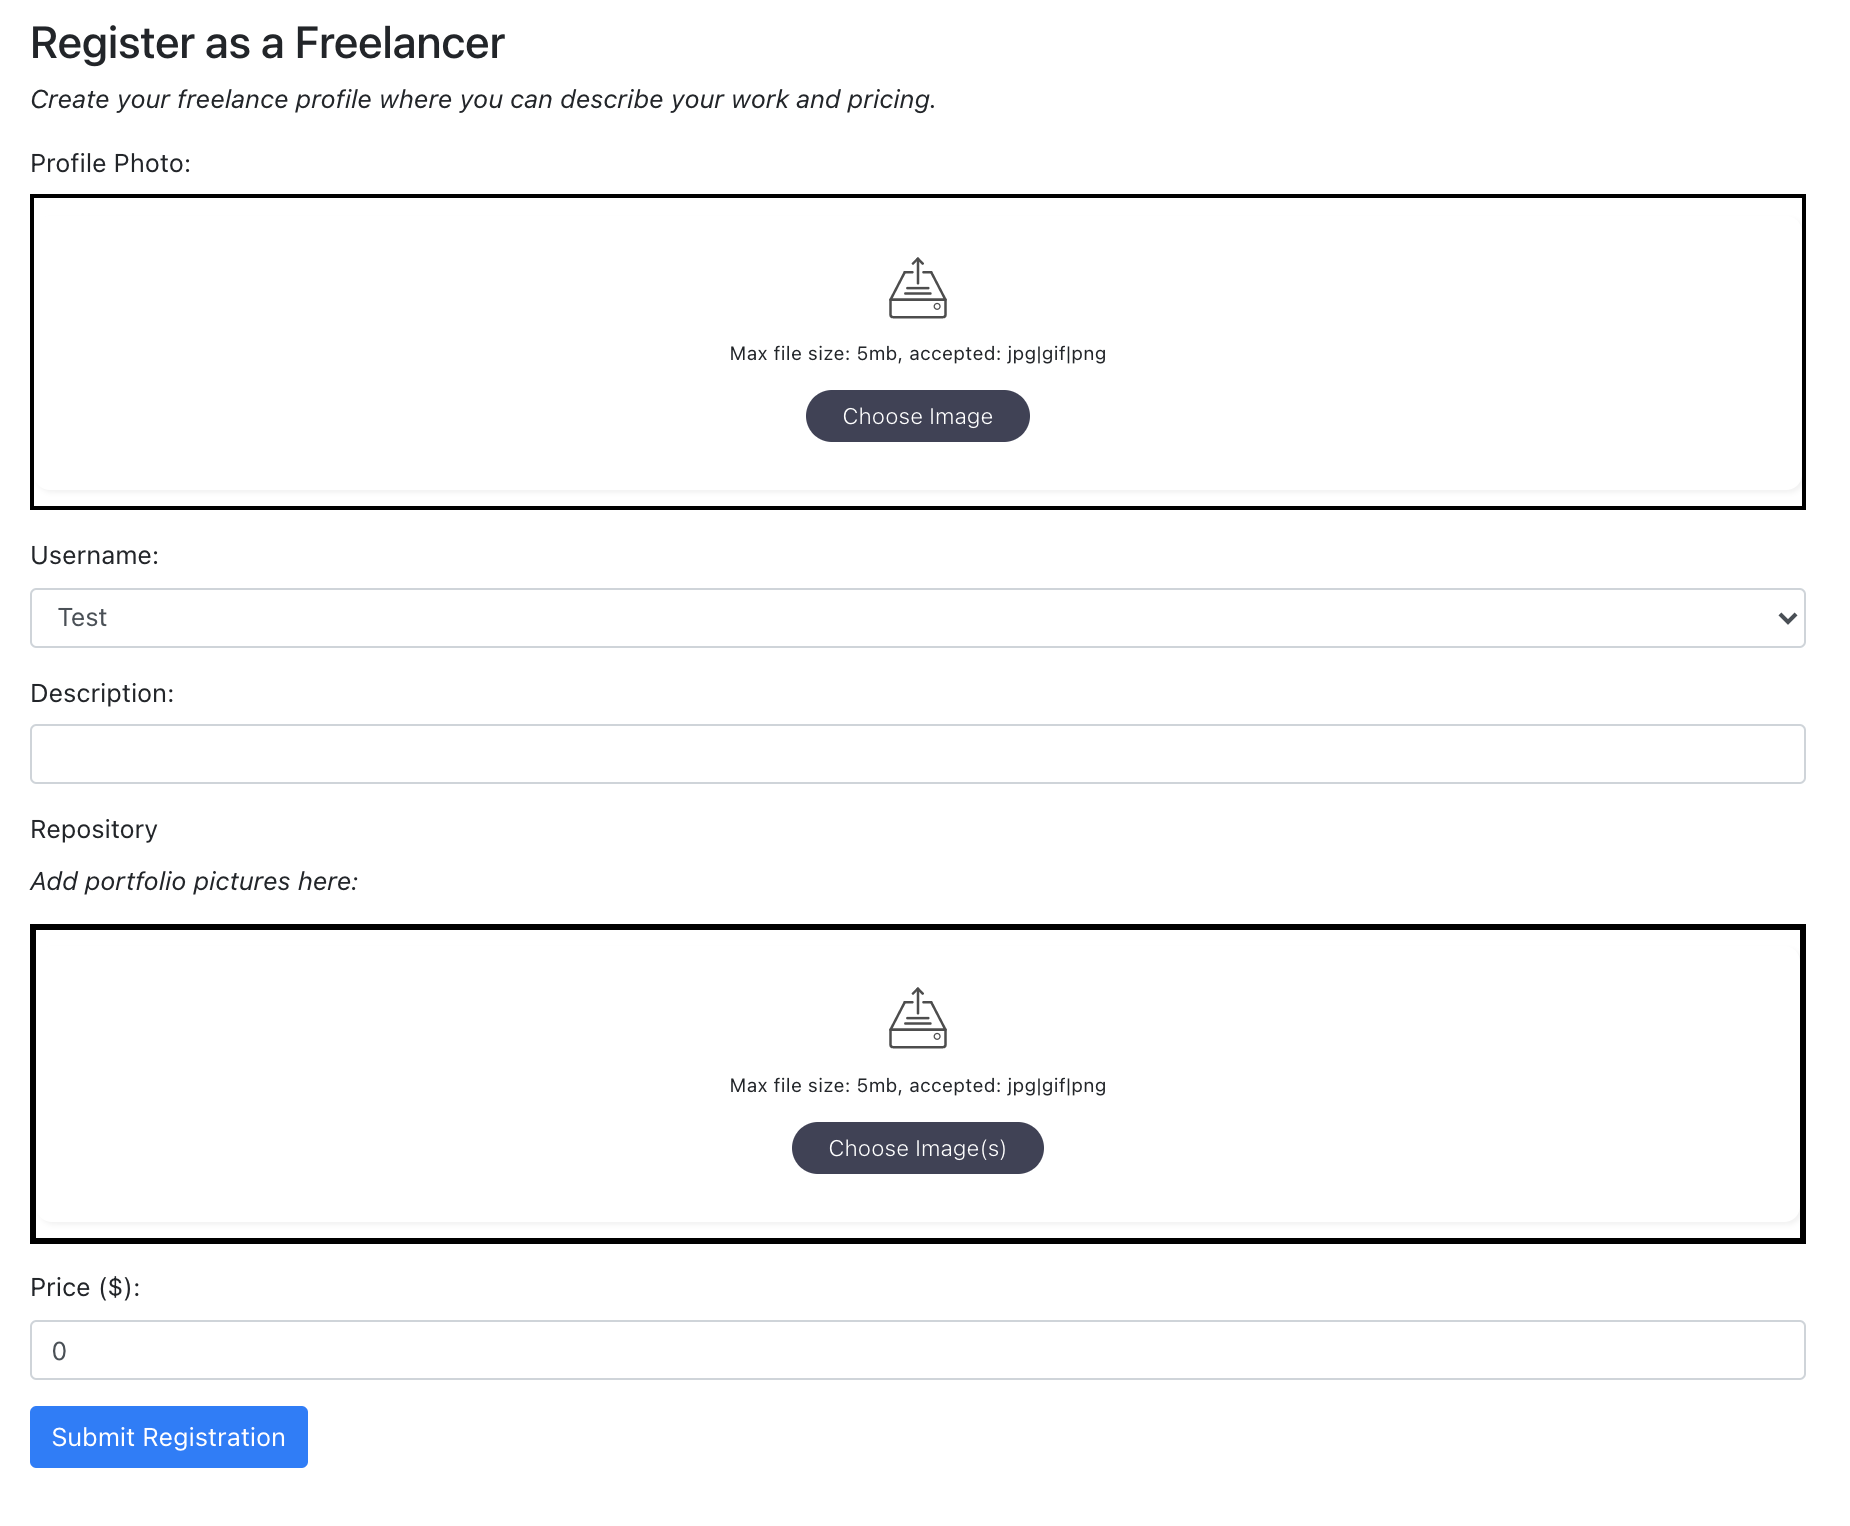 Register as a Freelancer
Create your freelance profile where you can describe your work and pricing.
Profile Photo:
Max file size: 5mb, accepted: jpg|gif|png
Choose Image
Username:
Test
Description:
Repository
Add portfolio pictures here:
Max file size: 5mb, accepted: jpg|gif|png
Choose Image(s)
Price ($):
0
Submit Registration